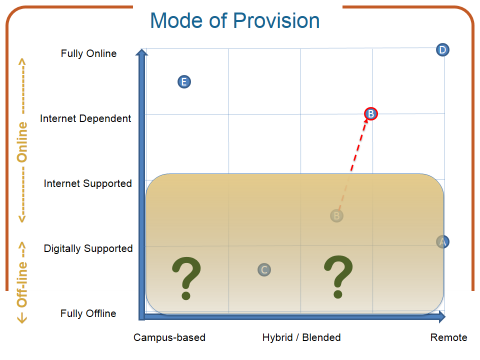 Mode of Provision
Fully Online
D
E
Internet Dependent
B
Internet Supported
B
Digitally Supported
A
C
? ?
Fully Offline
Campus-based Hybrid / Blended Remote
<--------- Online --------->
<-- Off-line -->